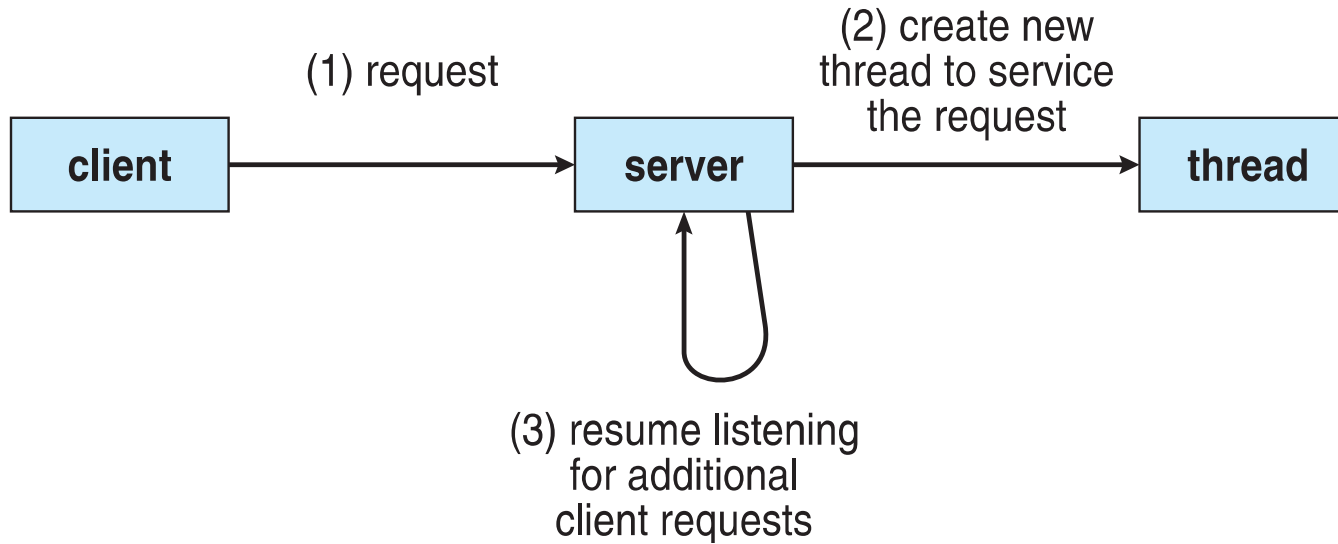 (1) request
(2) create new
thread to service
the request
client
server
thread
(3) resume listening
for additional
client requests